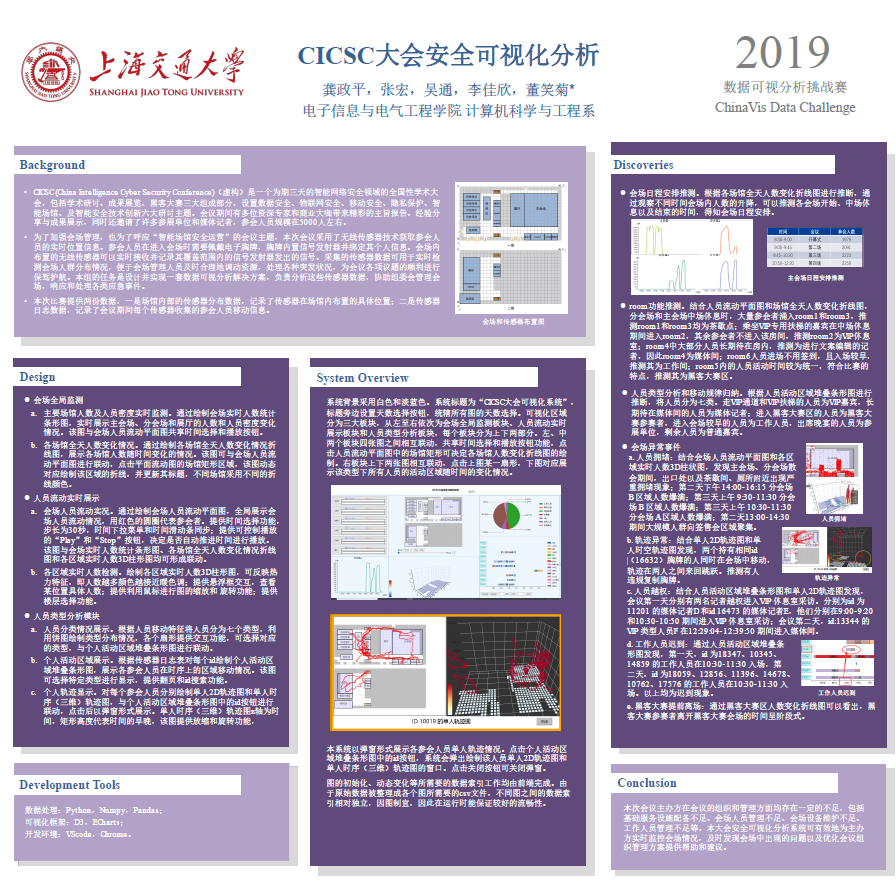 上海交通大学
SHANGHAI JIAO TONG UNIVERSITY
CICSC大会安全可视化分析
龚政平，张宏，吴通，李佳欣，董笑菊*
电子信息与电气工程学院 计算机科学与工程系
2019
数据可视分析挑战赛
ChinaVis Data Challenge
Background
• CICSC(China Intelligence Cyber Security Conference)（虚构）是一个为期三天的智能网络安全领域的全国性学术大
会，包括学术研讨、成果展览、黑客大赛三大组成部分，设置数据安全、物联网安全、移动安全、隐私保护、智
能场馆、及智能安全技术创新六大研讨主题。会议期间有多位资深专家和商业大咖带来精彩的主旨报告、经验分
享与成果展示，同时还邀请了许多参展单位和媒体记者，参会人员规模在5000人左右。
• 为了加强会场管理，也为了呼应“智能场馆安全运营”的会议主题，本次会议采用了无线传感器技术获取参会人
员的实时位置信息。参会人员在进入会场时需要佩戴电子胸牌，胸牌内置信号发射器并绑定其个人信息。会场内
布置的无线传感器可以实时接收并记录其覆盖范围内的信号发射器发出的信号。采集的传感器数据可用于实时检
测会场人群分布情况，便于会场管理人员及时合理地调动资源、处理各种突发状况，为会议各项议题的顺利进行
保驾护航。本组的任务是设计并实现一套数据可视分析解决方案，负责分析这些传感器数据，协助组委会管理会
场，响应和处理各类应急事件。
• 本次比赛提供两份数据，一是场馆内部的传感器分布数据，记录了传感器在场馆内布置的具体位置；二是传感器
日志数据，记录了会议期间每个传感器收集的参会人员移动信息。
会场和传感器布置图
Design
● 会场全局监测
a. 主要场馆人数及人员密度实时监测。通过绘制会场实时人数统计
条形图，实时展示主会场、分会场和展厅的人数和人员密度变化
情况。该图与会场人员流动平面图共享时间选择和播放按钮。
b. 各场馆全天人数变化情况。通过绘制各场馆全天人数变化情况折
线图，展示各场馆人数随时间变化的情况。该图可与会场人员流
动平面图进行联动，点击平面流动图的场馆矩形区域，该图动态
对应绘制该区域的折线，并更新其标题，不同场馆采用不同的折
线颜色。
● 人员流动实时展示
a. 会场人员流动实况。通过绘制会场人员流动平面图，全局展示会
场人员流动情况，用红色的圆圈代表参会者，提供时间选择功能，
步长为30秒。时间下拉菜单和时间滑动条同步；提供可控制播放
的“Play”和“Stop”按钮，决定是否自动推进时间进行播放。
该图与会场实时人数统计条形图、各场馆全天人数变化情况折线
图和各区域实时人数3D柱形图均可形成联动。
b. 各区域实时人数检测。绘制各区域实时人数3D柱形图，可反映热
力特征，即人数越多颜色越接近暖色调；提供悬浮框交互，查看
某位置具体人数；提供利用鼠标进行图的缩放和旋转功能；提供
楼层选择功能。
● 人员类型分析模块
a. 人员分类情况展示。根据人员移动特征将人员分为七个类型，利
用饼图绘制类型分布情况。各个扇形提供交互功能，可选择对应
的类型，与个人活动区域堆叠条形图进行联动。
b. 个人活动区域展示。根据传感器日志表对每个id绘制个人活动区
域堆叠条形图，展示各参会人员在时序上的区域移动情况。该图
可选择特定类型进行显示，提供翻页和id搜索功能。
c. 个人轨迹显示。对每个参会人员分别绘制单人2D轨迹图和单人时
序（三维）轨迹图，与个人活动区域堆叠条形图中的id按钮进行
联动，点击后以弹窗形式展示。单人时序（三维）轨迹图z轴为时
间，矩形高度代表时间的早晚，该图提供放缩和旋转功能。
Development Tools
数据处理：Python，Numpy，Pandas；
可视化框架：D3，ECharts；
开发环境：VScode，Chrome。
System Overview
系统背景采用白色和淡蓝色。系统标题为“CICSC大会可视化系统”，
标题旁边设置天数选择按钮，统筹所有图的天数选择。可视化区域
分为三大板块，从左至右依次为会场全局监测板块、人员流动实时
展示板块和人员类型分析板块，每个板块分为上下两部分。左、中
两个板块四张图之间相互联动，共享时间选择和播放按钮功能，点
击人员流动平面图中的场馆矩形可决定各场馆人数变化折线图的绘
制。右板块上下两张图相互联动，点击上图某一扇形，下图对应展
示该类型下所有人员的活动区域随时间的变化情况。
ID 10019 的单人轨迹图
本系统以弹窗形式展示各参会人员单人轨迹情况。点击个人活动区
域堆叠条形图中的id按钮，系统会弹出绘制该人员单人2D轨迹图和
单人时序（三维）轨迹图的窗口。点击关闭按钮可关闭弹窗。
图的初始化、动态变化等所需要的数据索引工作均由前端完成。由
于原始数据被整理成各个图所需要的csv文件，不同图之间的数据索
引相对独立，因图制宜，因此在运行时能保证较好的流畅性。
Discoveries
● 会场日程安排推测。根据各场馆全天人数变化折线图进行推断，通
过观察不同时间会场内人数的升降，可以推测各会场开始、中场休
息以及结束的时间，得知会场日程安排。
时间 会议 参会人数
主会场日程安排推测
● room功能推测。结合人员流动平面图和场馆全天人数变化折线图，
分会场和主会场中场休息时，大量参会者涌入room1和room3，推
测room1和room3均为茶歇点；乘坐VIP专用扶梯的嘉宾在中场休息
期间进入room2，其余参会者不进入该房间，推测room2为VIP休息
室；room4中大部分人员长期待在房内，推测为进行文案编辑的记
者，因此room4为媒体间；room6人员进场不用签到，且入场较早，
推测其为工作间；room5内的人员活动时间较为统一，符合比赛的
特点，推测其为黑客大赛区。
● 人员类型分析和移动规律归纳。根据人员活动区域堆叠条形图进行
推断，将人员分为七类。走VIP通道和VIP扶梯的人员为VIP嘉宾，长
期待在媒体间的人员为媒体记者；进入黑客大赛区的人员为黑客大
赛参赛者，进入会场较早的人员为工作人员，出席晚宴的人员为参
展单位，剩余人员为普通嘉宾。
● 会场异常事件
a. 人员拥堵：结合会场人员流动平面图和各区
域实时人数3D柱状图，发现主会场、分会场散
会期间，出口处以及茶歇间、厕所附近出现严
重拥堵现象；第二天下午 14:00-16:15 分会场
B 区域人数爆满；第三天上午 9:30-11:30 分会
场 B 区域人数爆满；第三天上午 10:30-11:30
分会场 A 区域人数爆满；第二天13:00-14:30
期间大规模人群向签售会区域聚集。
人员拥堵
b. 轨迹异常：结合单人2D轨迹图和单
人时空轨迹图发现，两个持有相同id
（16632）胸牌的人同时在会场中移动，
轨迹在两人之间来回跳跃，推测有人
违规复制胸牌。
轨迹异常
c. 人员越权：结合人员活动区域堆叠条形图和单人2D轨迹图发现，
会议第一天分别有两名记者越权进入VIP 休息室采访。分别为id 为
11201 的媒体记者D 和id 16473 的媒体记者E，他们分别在9:00-9:20
和10:30-10:50 期间进入VIP 休息室采访；会议第二天，id:13344 的
VIP 类型人员F 在12:29:04-12:39:50 期间进入媒体间。
d. 工作人员迟到：通过人员活动区域堆叠条
形图发现，第一天，id 为18347、10345、
14859 的工作人员在10:30-11:30 入场，第
二天，id 为18059、12856、11396、14678、
10762、17576 的工作人员在10:30-11:30 入
场。以上均为迟到现象。
工作人员迟到
e. 黑客大赛提前离场：通过黑客大赛区人数变化折线图可以看出，黑
客大赛参赛者离开黑客大赛会场的时间呈阶段式。
Conclusion
本次会议主办方在会议的组织和管理方面均存在一定的不足，包括
基础服务设施配备不足、会场人员管理不足、会场设备维护不足、
工作人员管理不足等。本大会安全可视化分析系统可有效地为主办
方实时监控会场情况，及时发现会场中出现的问题以及优化会议组
织管理方案提供帮助和建议。